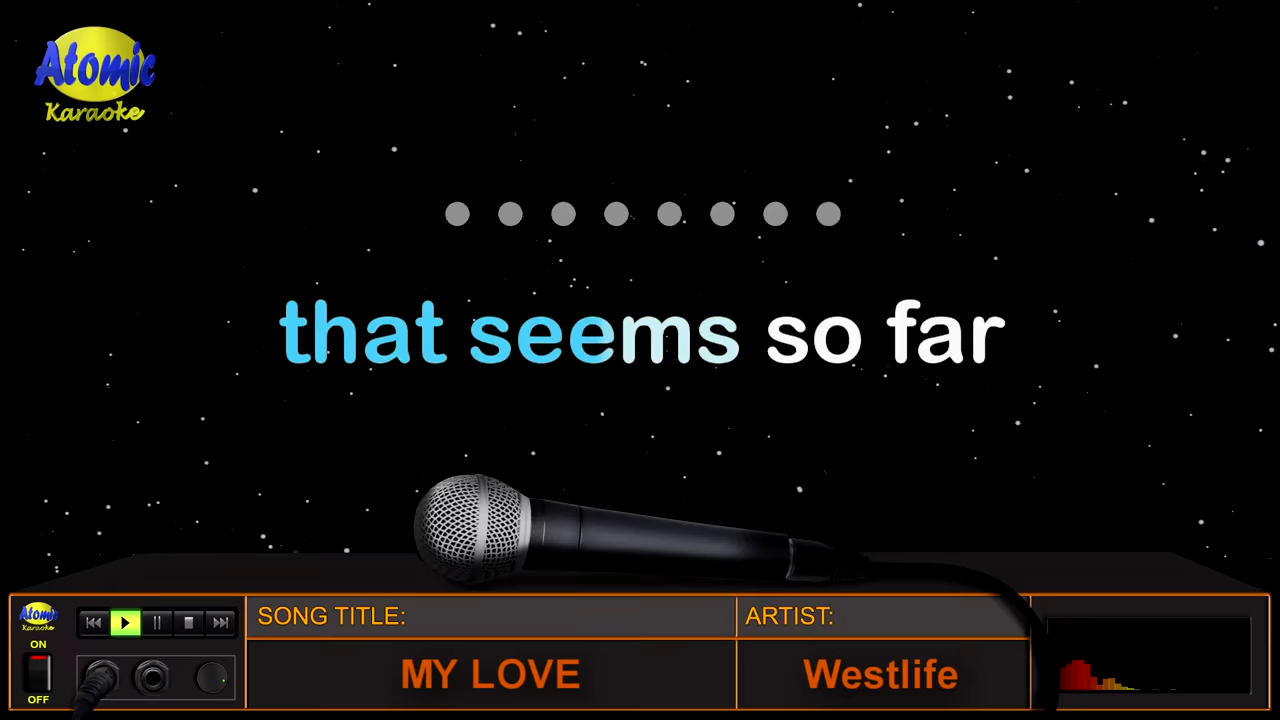 Atomic
Karaoke
that seems so far
Atomic
Karaoke
ON
OFF
SONG TITLE:
MY LOVE
ARTIST:
Westlife